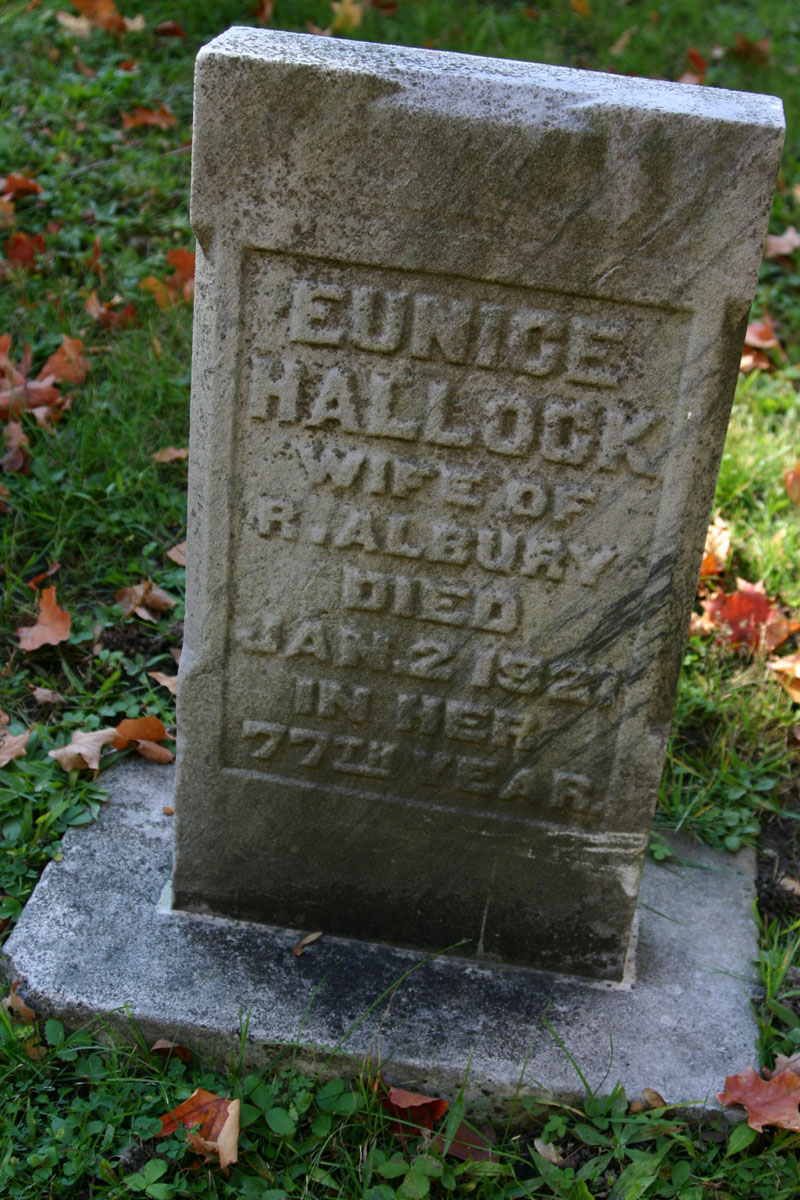 EUNICE
HALLOCK
WIFE OF
R. ALBURY
DIED
JAN. 2 1921
IN HER
77TH YEAR.